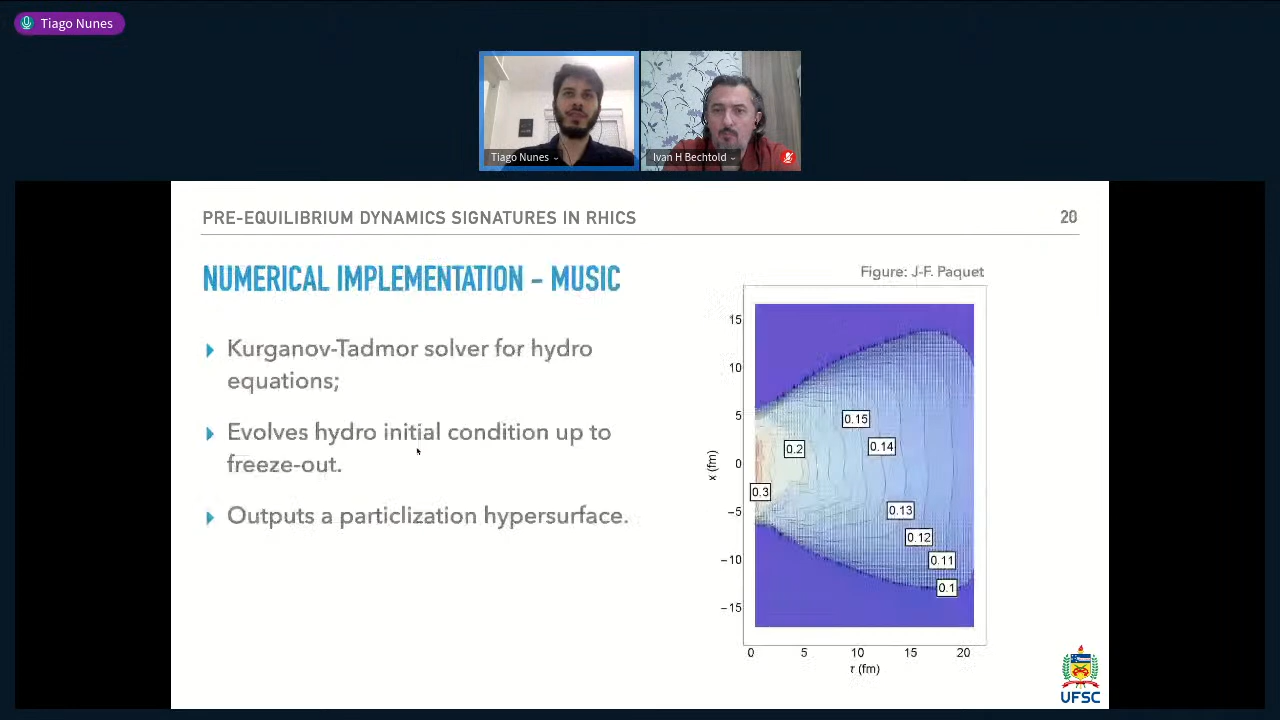 Tiago Nunes
Tiago Nunes
Ivan H Bechtold
PRE-EQUILIBRIUM DYNAMICS SIGNATURES IN RHICS
20
NUMERICAL IMPLEMENTATION – MUSIC
Kurganov-Tadmor solver for hydro
equations;
Evolves hydro initial condition up to
freeze-out.
Outputs a particlization hypersurface.
Figure: J-F. Paquet
15
10
5
0
−5
−10
−15
x (fm)
0.15
0.14
0.2
0.3
0.13
0.12
0.11
0.1
0 5 10 15 20
τ (fm)
UFSC